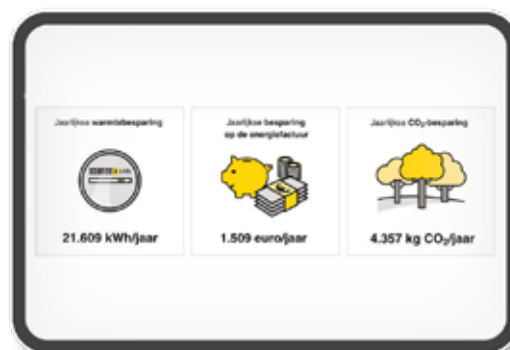 Jaarlijkse warmtebesparing
21.609 kWh/jaar
Jaarlijkse besparing
op de energiefactuur
1.509 euro/jaar
Jaarlijkse CO₂-besparing
4.357 kg CO₂/jaar